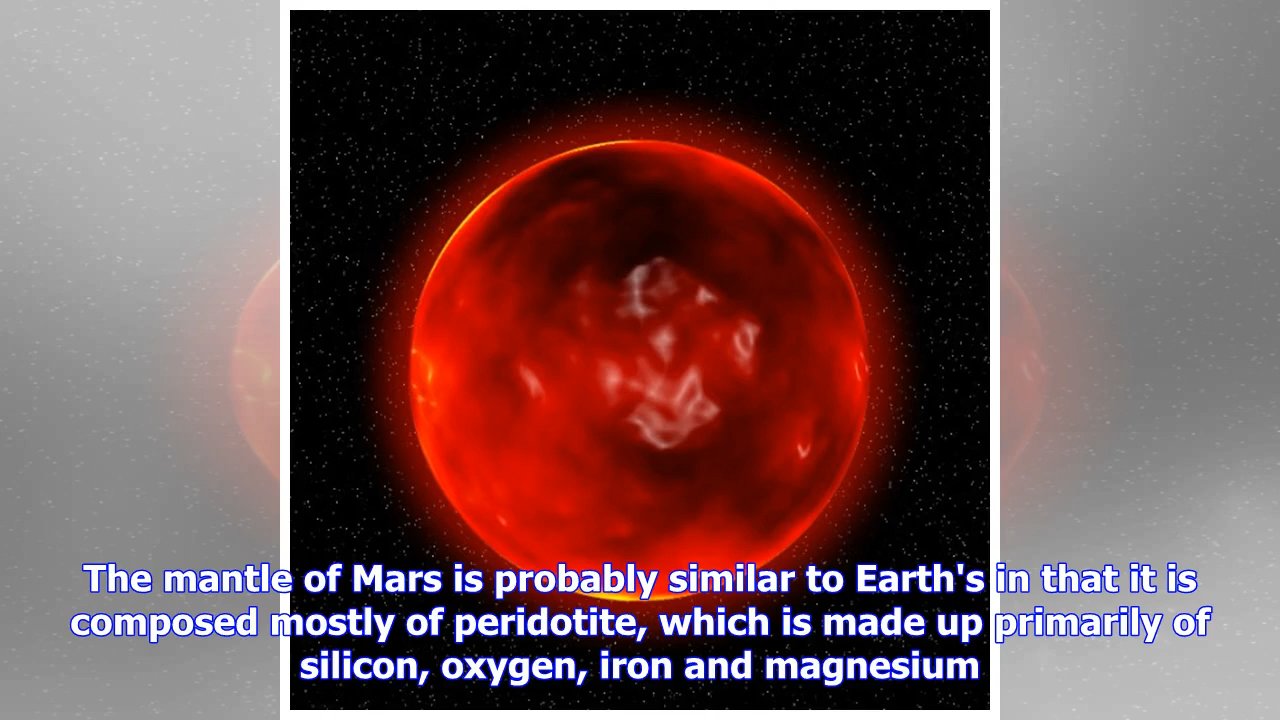 The mantle of Mars is probably similar to Earth's in that it is
composed mostly of peridotite, which is made up primarily of
silicon, oxygen, iron and magnesium